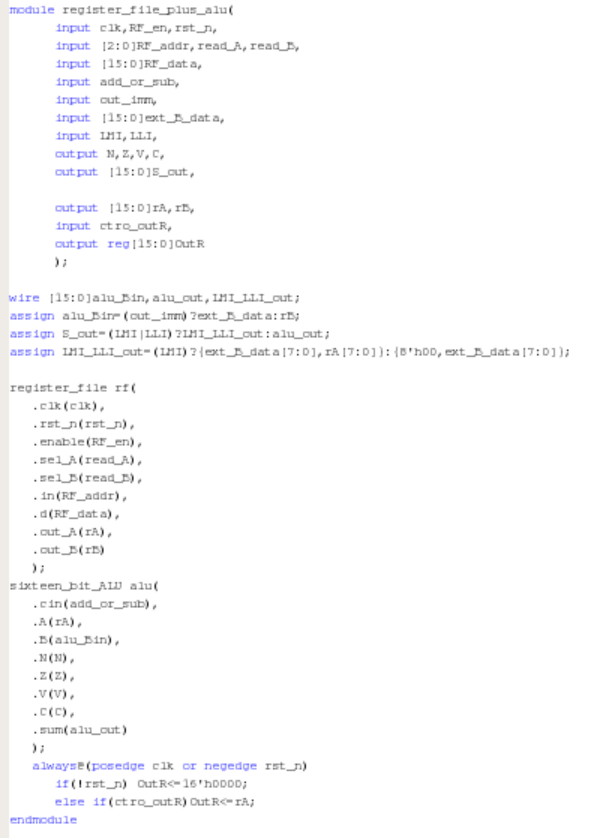 module register_file_plus_alu(
input clk,RF_en,rst_n,
input [2:0]RF_addr,read_A,read_B,
input [15:0]RF_data,
input add_or_sub,
input out_imm,
input [15:0]ext_B_data,
input LMI,LLI,
output N,Z,V,C,
output [15:0]S_out,
output [15:0]rA,rB,
input ctro_outR,
output reg[15:0]OutR
);
wire [15:0]alu_Bin,alu_out,LMI_LLI_out;
assign alu_Bin=(out_imm)?ext_B_data:rB;
assign S_out=(LMI|LLI)?LMI_LLI_out:alu_out;
assign LMI_LLI_out=(LMI)?{ext_B_data[7:0],rA[7:0]}:{8'h00,ext_B_data[7:0]};
register_file rf(
.clk(clk),
.rst_n(rst_n),
.enable(RF_en),
.sel_A(read_A),
.sel_B(read_B),
.in(RF_addr),
.d(RF_data),
.out_A(rA),
.out_B(rB)
);
sixteen_bit_ALU alu(
.cin(add_or_sub),
.A(rA),
.B(alu_Bin),
.N(N),
.Z(Z),
.V(V),
.C(C),
.sum(alu_out)
);
always@(posedge clk or negedge rst_n)
if(!rst_n) OutR<=16'h0000;
else if(ctro_outR)OutR<=rA;
endmodule